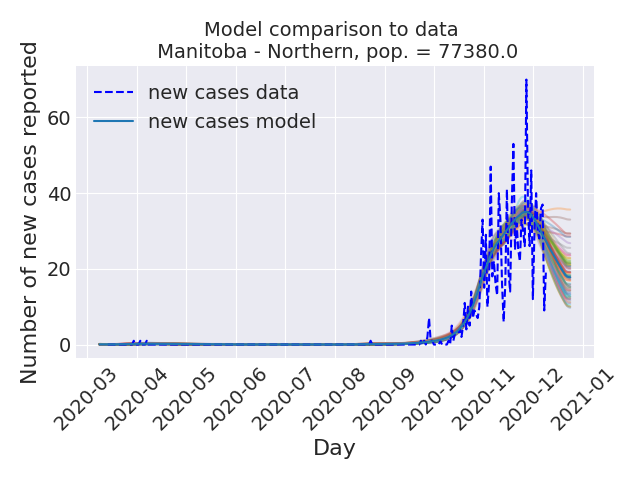 Model comparison to data
Manitoba - Northern, pop. = 77380.0
Number of new cases reported
new cases data
new cases model
60
40
20
0
2020-03
2020-04
2020-05
2020-06
2020-07
2020-08
2020-09
2020-10
2020-11
2020-12
2021-01
Day